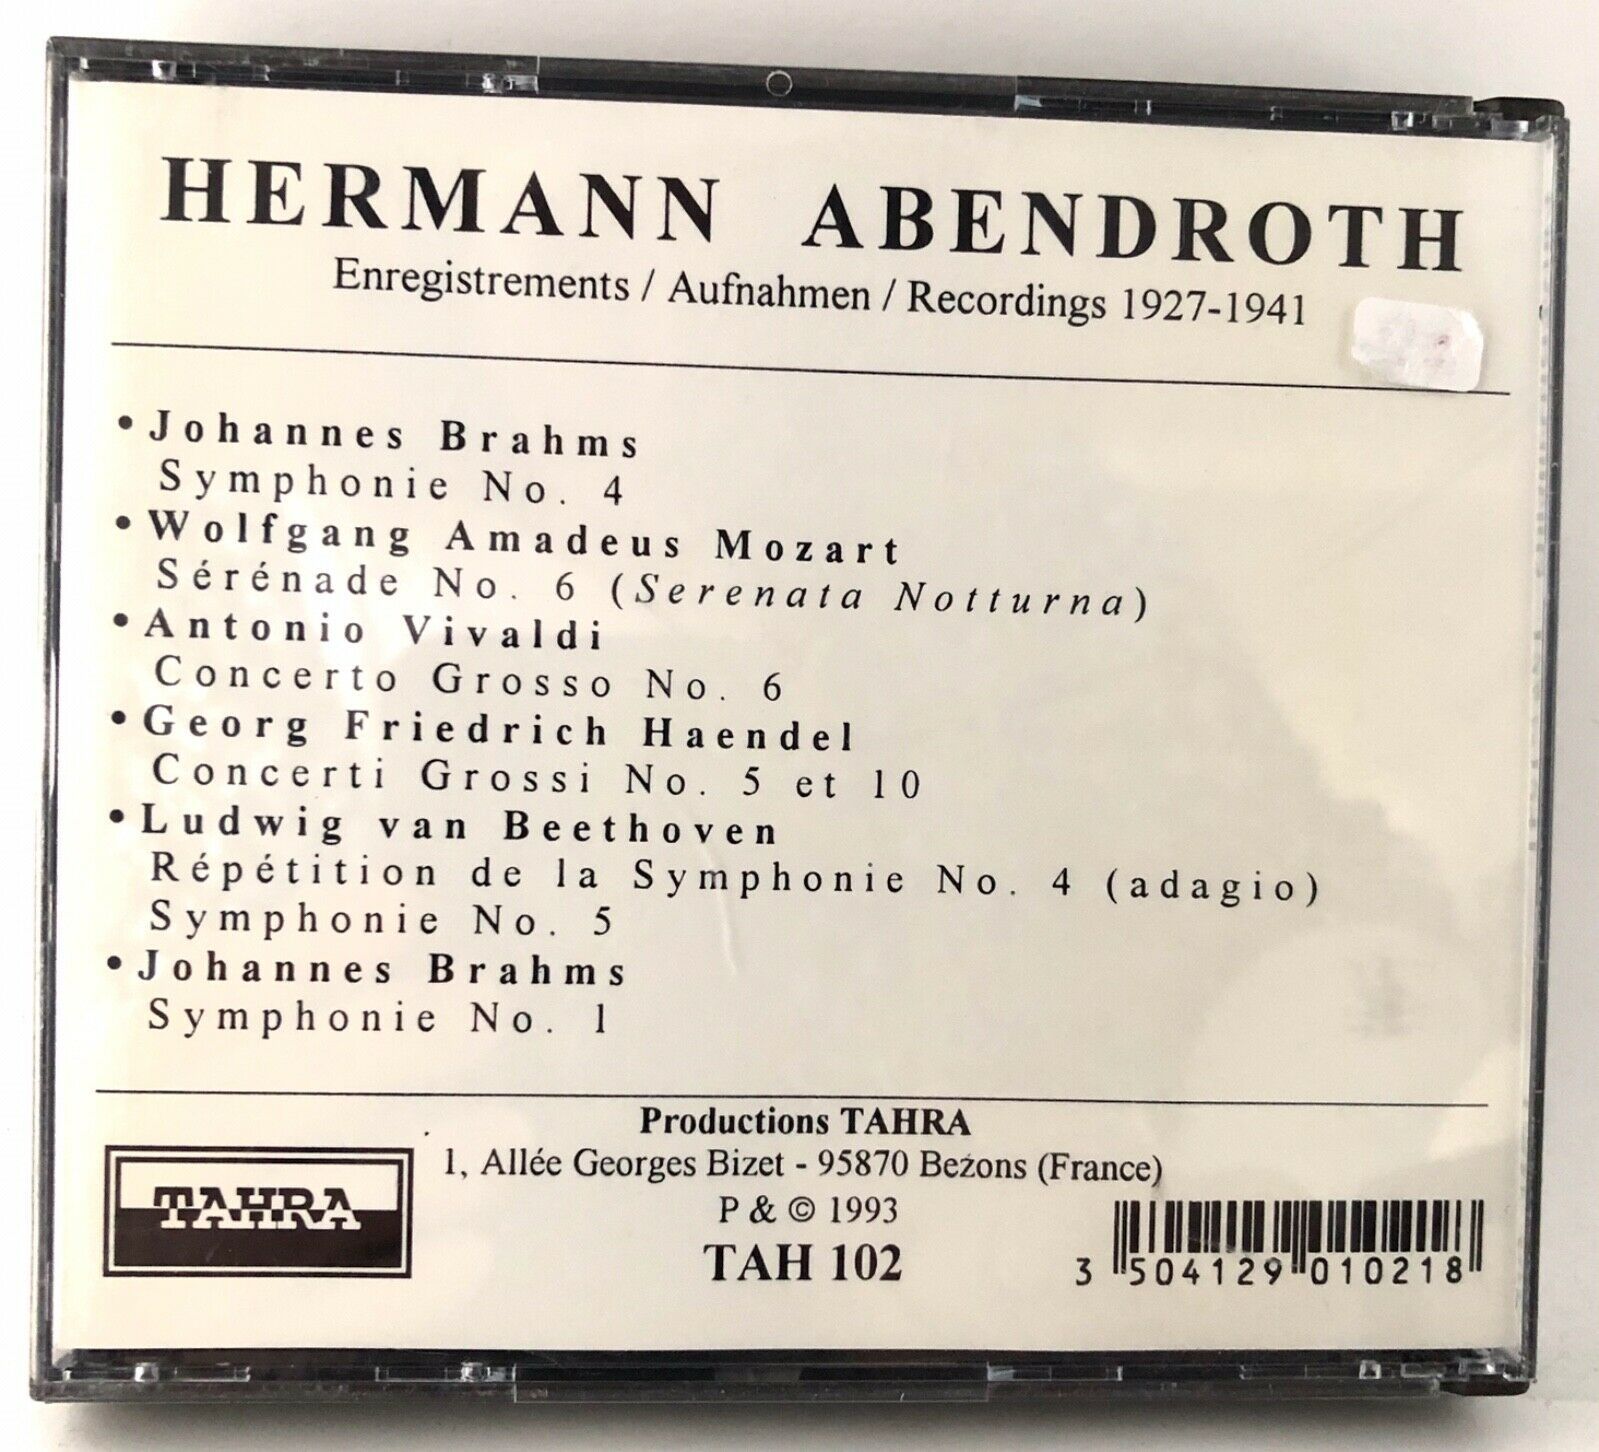 HERMANN ABENDROTH
Enregistrements / Aufnahmen / Recordings 1927-1941
• Johannes Brahms
Symphonie No. 4
• Wolfgang Amadeus Mozart
Sérénade No. 6 (Serenata Notturna)
• Antonio Vivaldi
Concerto Grosso No. 6
• Georg Friedrich Haendel
Concerti Grossi No. 5 et 10
• Ludwig van Beethoven
Répétition de la Symphonie No. 4 (adagio)
Symphonie No. 5
• Johannes Brahms
Symphonie No. 1
Productions TAHRA
1, Allée Georges Bizet - 95870 Bezons (France)
P & © 1993
TAH 102
TAHRA
3 504129 010218